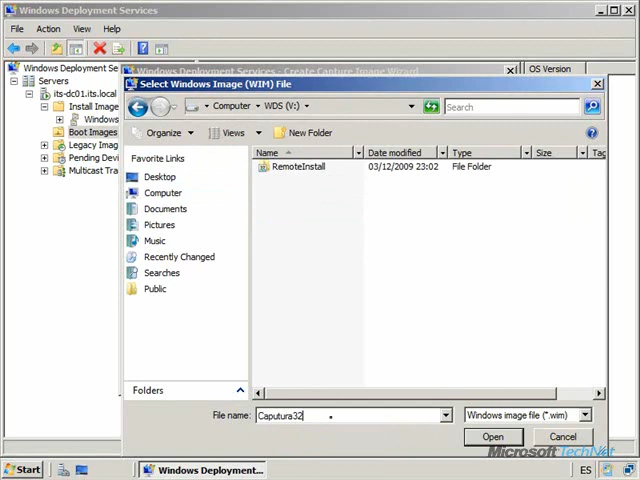 Windows Deployment Services
File Action View Help
Windows Deployment Se
Servers
its-dc01.its.local
Install Image
Windows
Boot Images
Legacy Imag
Pending Devi
Multicast Tra
Windows Deployment Services - Create Capture Image Wizard
OS Version
Select Windows Image (WIM) File
Computer WDS (V:)
Search
Organize Views New Folder
Favorite Links
Desktop
Computer
Documents
Pictures
Music
Recently Changed
Searches
Public
Folders
Name Date modified Type Size Tag
RemoteInstall 03/12/2009 23:02 File Folder
File name: Caputura32 Windows image file (*.wim)
Open Cancel
Microsoft TechNet
Start Windows Deployment... ES